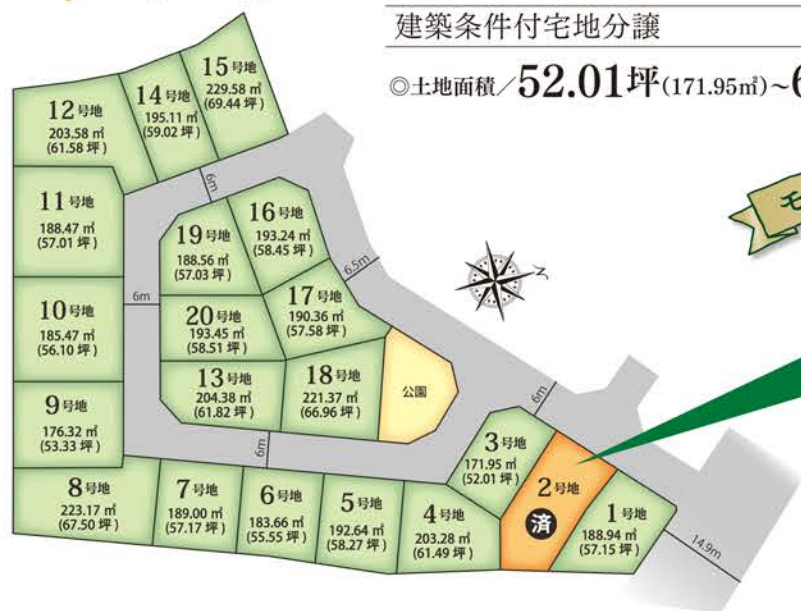 建築条件付宅地分譲
◎土地面積／52.01坪(171.95㎡)～6
モ
15号地
229.58㎡
(69.44坪)
14号地
195.11㎡
(59.02坪)
12号地
203.58㎡
(61.58坪)
11号地
188.47㎡
(57.01坪)
6m
16号地
193.24㎡
(58.45坪)
19号地
188.56㎡
(57.03坪)
6.5m
10号地
185.47㎡
(56.10坪)
6m
20号地
193.45㎡
(58.51坪)
17号地
190.36㎡
(57.58坪)
13号地
204.38㎡
(61.82坪)
18号地
221.37㎡
(66.96坪)
公園
9号地
176.32㎡
(53.33坪)
6m
6m
3号地
171.95㎡
(52.01坪)
8号地
223.17㎡
(67.50坪)
7号地
189.00㎡
(57.17坪)
6号地
183.66㎡
(55.55坪)
5号地
192.64㎡
(58.27坪)
4号地
203.28㎡
(61.49坪)
2号地
済
1号地
188.94㎡
(57.15坪)
14.9m
N